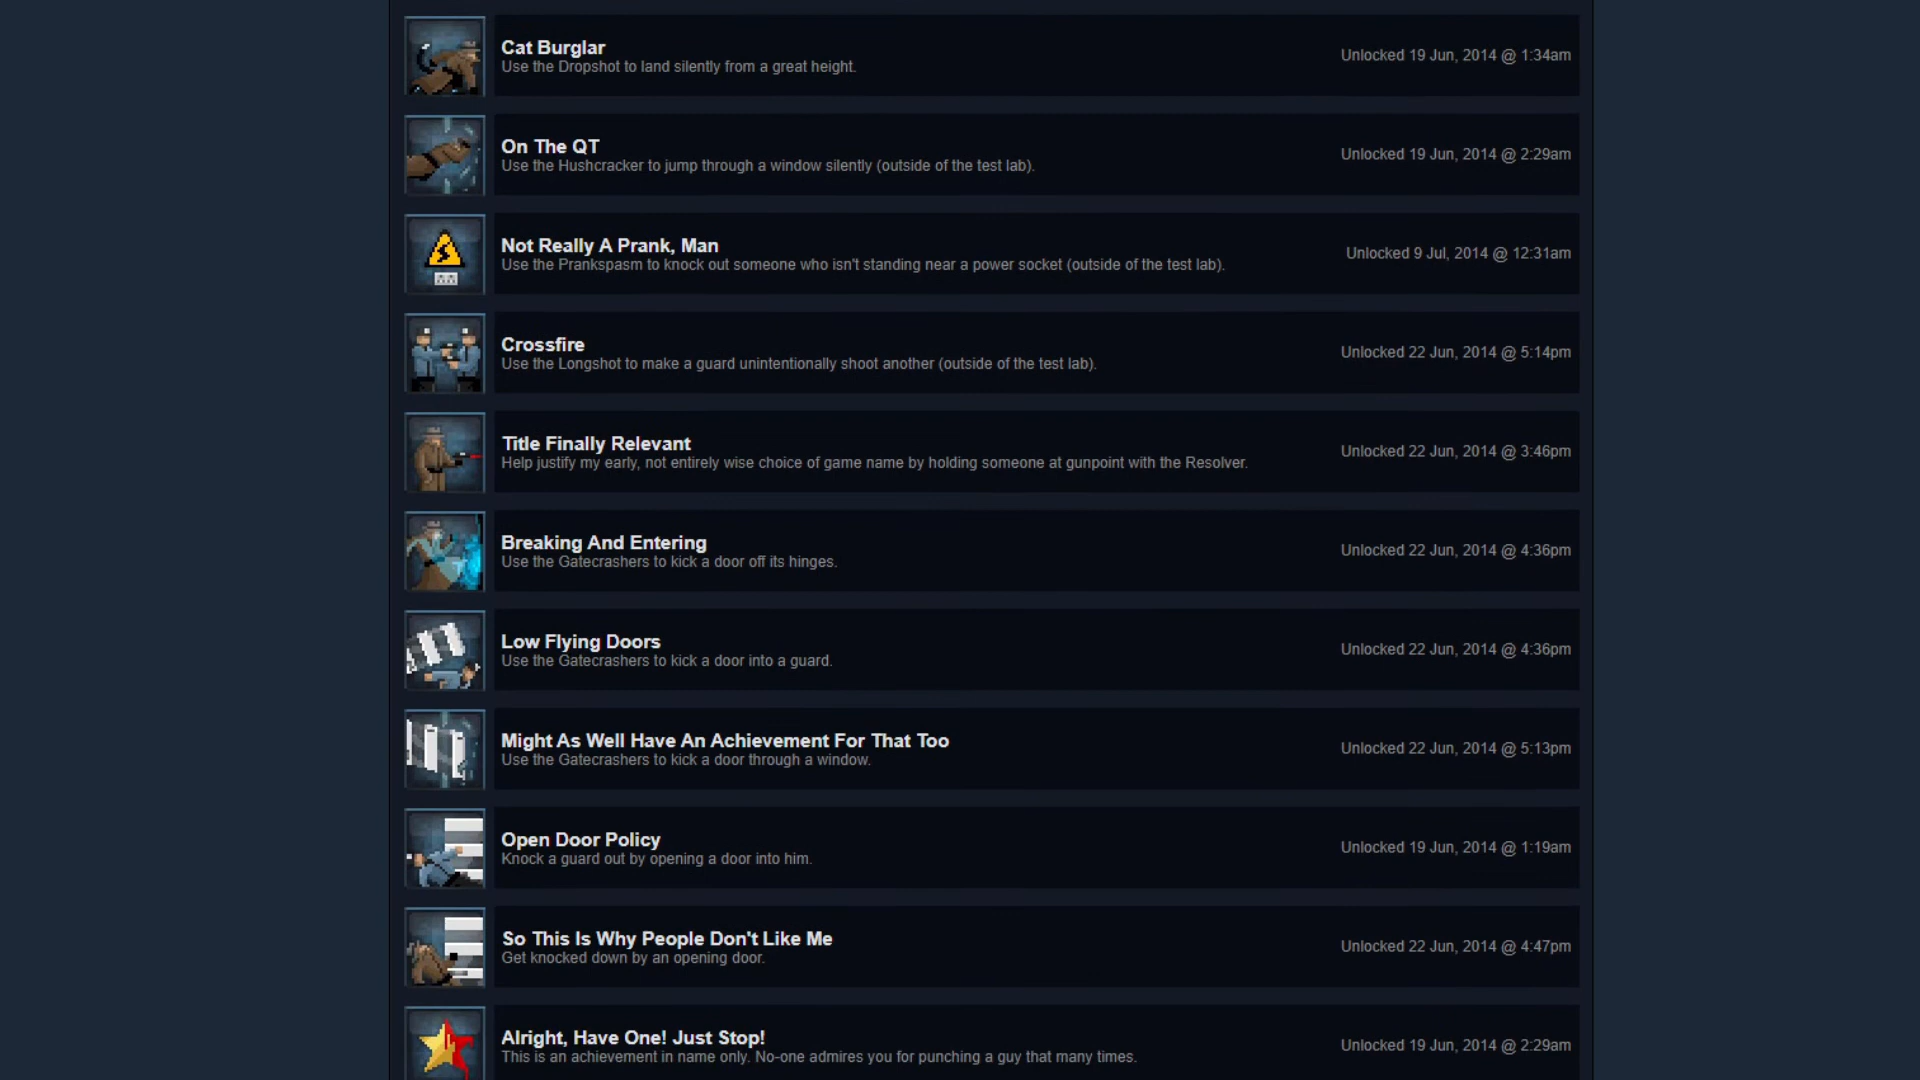 Cat Burglar
Use the Dropshot to land silently from a great height.
Unlocked 19 Jun, 2014 @ 1:34am
On The QT
Use the Hushcracker to jump through a window silently (outside of the test lab).
Unlocked 19 Jun, 2014 @ 2:29am
Not Really A Prank, Man
Use the Prankspasm to knock out someone who isn't standing near a power socket (outside of the test lab).
Unlocked 9 Jul, 2014 @ 12:31am
Crossfire
Use the Longshot to make a guard unintentionally shoot another (outside of the test lab).
Unlocked 22 Jun, 2014 @ 5:14pm
Title Finally Relevant
Help justify my early, not entirely wise choice of game name by holding someone at gunpoint with the Resolver.
Unlocked 22 Jun, 2014 @ 3:46pm
Breaking And Entering
Use the Gatecrashers to kick a door off its hinges.
Unlocked 22 Jun, 2014 @ 4:36pm
Low Flying Doors
Use the Gatecrashers to kick a door into a guard.
Unlocked 22 Jun, 2014 @ 4:36pm
Might As Well Have An Achievement For That Too
Use the Gatecrashers to kick a door through a window.
Unlocked 22 Jun, 2014 @ 5:13pm
Open Door Policy
Knock a guard out by opening a door into him.
Unlocked 19 Jun, 2014 @ 1:19am
So This Is Why People Don't Like Me
Get knocked down by an opening door.
Unlocked 22 Jun, 2014 @ 4:47pm
Alright, Have One! Just Stop!
This is an achievement in name only. No-one admires you for punching a guy that many times.
Unlocked 19 Jun, 2014 @ 2:29am